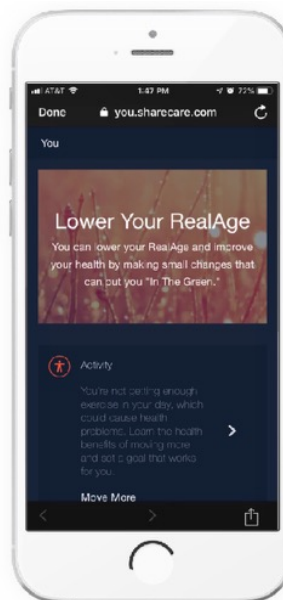 AT&T 1:47 PM 72%
Done you.sharecare.com
You
Lower Your RealAge
You can lower your RealAge and improve
your health by making small changes that
can put you "In The Green."
Activity
You're not getting enough
exercise in your day, which
could cause health
problems. Learn the health
benefits of moving more
and set a goal that works
for you.
Move More